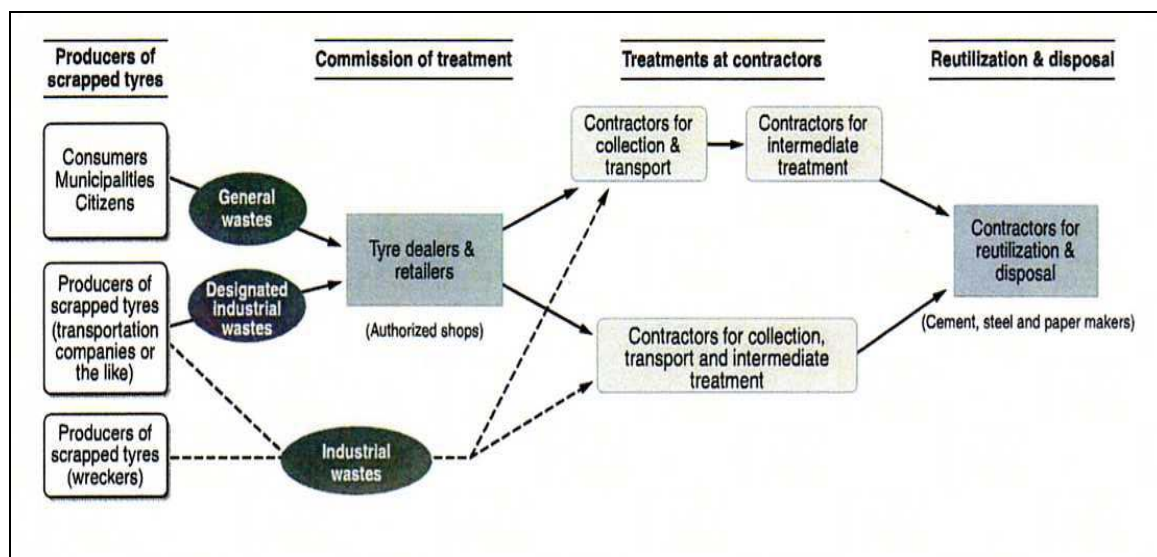 Producers of
scrapped tyres
Commission of treatment
Treatments at contractors
Reutilization & disposal
Consumers
Municipalities
Citizens
General
wastes
Producers of
scrapped tyres
(transportation
companies or
the like)
Designated
industrial
wastes
Producers of
scrapped tyres
(wreckers)
Industrial
wastes
Tyre dealers &
retailers
(Authorized shops)
Contractors for
collection &
transport
Contractors for
intermediate
treatment
Contractors for collection,
transport and intermediate
treatment
Contractors for
reutilization &
disposal
(Cement, steel and paper makers)